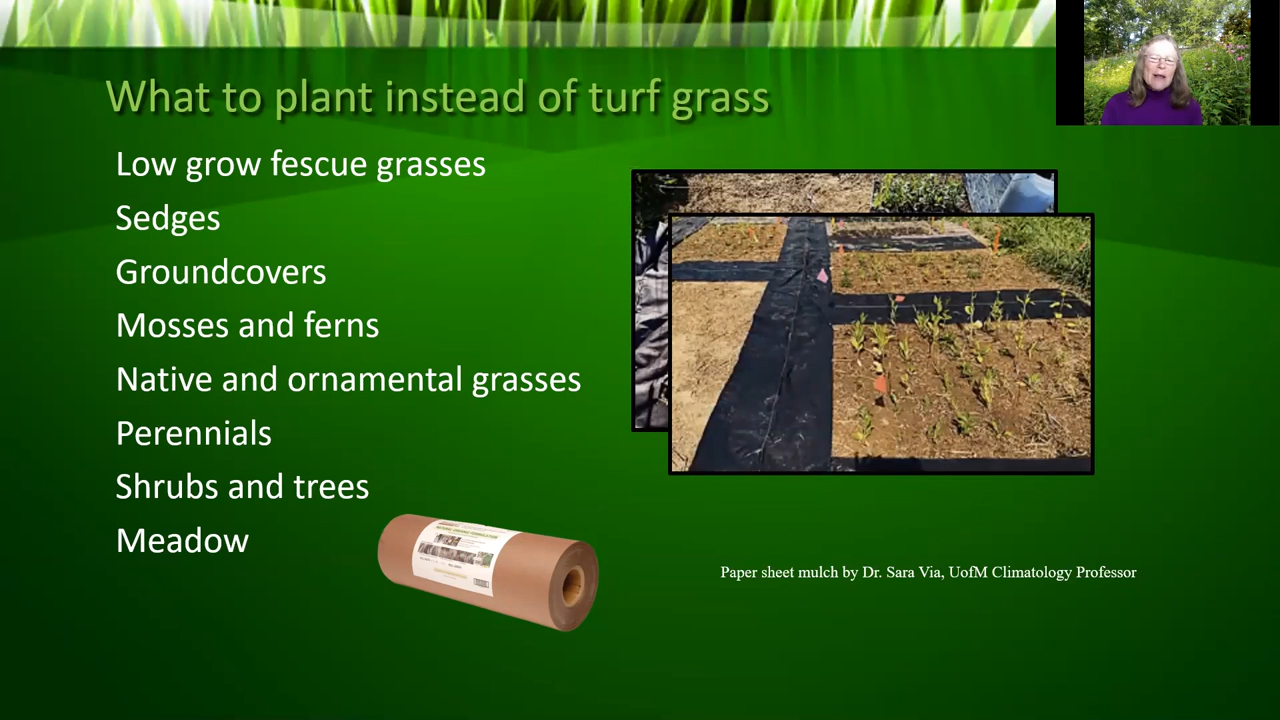 What to plant instead of turf grass
Low grow fescue grasses
Sedges
Groundcovers
Mosses and ferns
Native and ornamental grasses
Perennials
Shrubs and trees
Meadow
Paper sheet mulch by Dr. Sara Via, UofM Climatology Professor